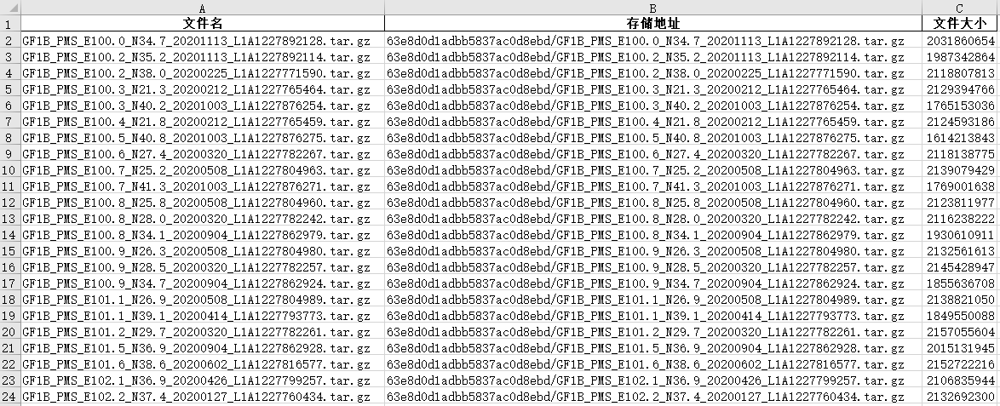 A B C
1 文件名 存储地址 文件大小
2 GF1B_PMS_E100.0_N34.7_20201113_L1A1227892128.tar.gz 63e8d0d1adbb5837ac0d8ebd/GF1B_PMS_E100.0_N34.7_20201113_L1A1227892128.tar.gz 2031860654
3 GF1B_PMS_E100.2_N35.2_20201113_L1A1227892114.tar.gz 63e8d0d1adbb5837ac0d8ebd/GF1B_PMS_E100.2_N35.2_20201113_L1A1227892114.tar.gz 1987342864
4 GF1B_PMS_E100.2_N38.0_20200225_L1A1227771590.tar.gz 63e8d0d1adbb5837ac0d8ebd/GF1B_PMS_E100.2_N38.0_20200225_L1A1227771590.tar.gz 2118807813
5 GF1B_PMS_E100.3_N21.3_20200212_L1A1227765464.tar.gz 63e8d0d1adbb5837ac0d8ebd/GF1B_PMS_E100.3_N21.3_20200212_L1A1227765464.tar.gz 2129394766
6 GF1B_PMS_E100.3_N40.2_20201003_L1A1227876254.tar.gz 63e8d0d1adbb5837ac0d8ebd/GF1B_PMS_E100.3_N40.2_20201003_L1A1227876254.tar.gz 1765153036
7 GF1B_PMS_E100.4_N21.8_20200212_L1A1227765459.tar.gz 63e8d0d1adbb5837ac0d8ebd/GF1B_PMS_E100.4_N21.8_20200212_L1A1227765459.tar.gz 2124593186
8 GF1B_PMS_E100.5_N40.8_20201003_L1A1227876275.tar.gz 63e8d0d1adbb5837ac0d8ebd/GF1B_PMS_E100.5_N40.8_20201003_L1A1227876275.tar.gz 1614213843
9 GF1B_PMS_E100.6_N27.4_20200320_L1A1227782267.tar.gz 63e8d0d1adbb5837ac0d8ebd/GF1B_PMS_E100.6_N27.4_20200320_L1A1227782267.tar.gz 2118138775
10 GF1B_PMS_E100.7_N25.2_20200508_L1A1227804963.tar.gz 63e8d0d1adbb5837ac0d8ebd/GF1B_PMS_E100.7_N25.2_20200508_L1A1227804963.tar.gz 2139079429
11 GF1B_PMS_E100.7_N41.3_20201003_L1A1227876271.tar.gz 63e8d0d1adbb5837ac0d8ebd/GF1B_PMS_E100.7_N41.3_20201003_L1A1227876271.tar.gz 1769001638
12 GF1B_PMS_E100.8_N25.8_20200508_L1A1227804960.tar.gz 63e8d0d1adbb5837ac0d8ebd/GF1B_PMS_E100.8_N25.8_20200508_L1A1227804960.tar.gz 2123811977
13 GF1B_PMS_E100.8_N28.0_20200320_L1A1227782242.tar.gz 63e8d0d1adbb5837ac0d8ebd/GF1B_PMS_E100.8_N28.0_20200320_L1A1227782242.tar.gz 2116238222
14 GF1B_PMS_E100.8_N34.1_20200904_L1A1227862979.tar.gz 63e8d0d1adbb5837ac0d8ebd/GF1B_PMS_E100.8_N34.1_20200904_L1A1227862979.tar.gz 1930610911
15 GF1B_PMS_E100.9_N26.3_20200508_L1A1227804980.tar.gz 63e8d0d1adbb5837ac0d8ebd/GF1B_PMS_E100.9_N26.3_20200508_L1A1227804980.tar.gz 2132561613
16 GF1B_PMS_E100.9_N28.5_20200320_L1A1227782257.tar.gz 63e8d0d1adbb5837ac0d8ebd/GF1B_PMS_E100.9_N28.5_20200320_L1A1227782257.tar.gz 2145428947
17 GF1B_PMS_E100.9_N34.7_20200904_L1A1227862924.tar.gz 63e8d0d1adbb5837ac0d8ebd/GF1B_PMS_E100.9_N34.7_20200904_L1A1227862924.tar.gz 1855636708
18 GF1B_PMS_E101.1_N26.9_20200508_L1A1227804989.tar.gz 63e8d0d1adbb5837ac0d8ebd/GF1B_PMS_E101.1_N26.9_20200508_L1A1227804989.tar.gz 2138821050
19 GF1B_PMS_E101.1_N39.1_20200414_L1A1227793773.tar.gz 63e8d0d1adbb5837ac0d8ebd/GF1B_PMS_E101.1_N39.1_20200414_L1A1227793773.tar.gz 1849550088
20 GF1B_PMS_E101.2_N29.7_20200320_L1A1227782261.tar.gz 63e8d0d1adbb5837ac0d8ebd/GF1B_PMS_E101.2_N29.7_20200320_L1A1227782261.tar.gz 2157055604
21 GF1B_PMS_E101.5_N36.9_20200904_L1A1227862928.tar.gz 63e8d0d1adbb5837ac0d8ebd/GF1B_PMS_E101.5_N36.9_20200904_L1A1227862928.tar.gz 2015131945
22 GF1B_PMS_E101.6_N38.6_20200602_L1A1227816577.tar.gz 63e8d0d1adbb5837ac0d8ebd/GF1B_PMS_E101.6_N38.6_20200602_L1A1227816577.tar.gz 2152722216
23 GF1B_PMS_E102.1_N36.9_20200426_L1A1227799257.tar.gz 63e8d0d1adbb5837ac0d8ebd/GF1B_PMS_E102.1_N36.9_20200426_L1A1227799257.tar.gz 2106835944
24 GF1B_PMS_E102.2_N37.4_20200127_L1A1227760434.tar.gz 63e8d0d1adbb5837ac0d8ebd/GF1B_PMS_E102.2_N37.4_20200127_L1A1227760434.tar.gz 2132692300